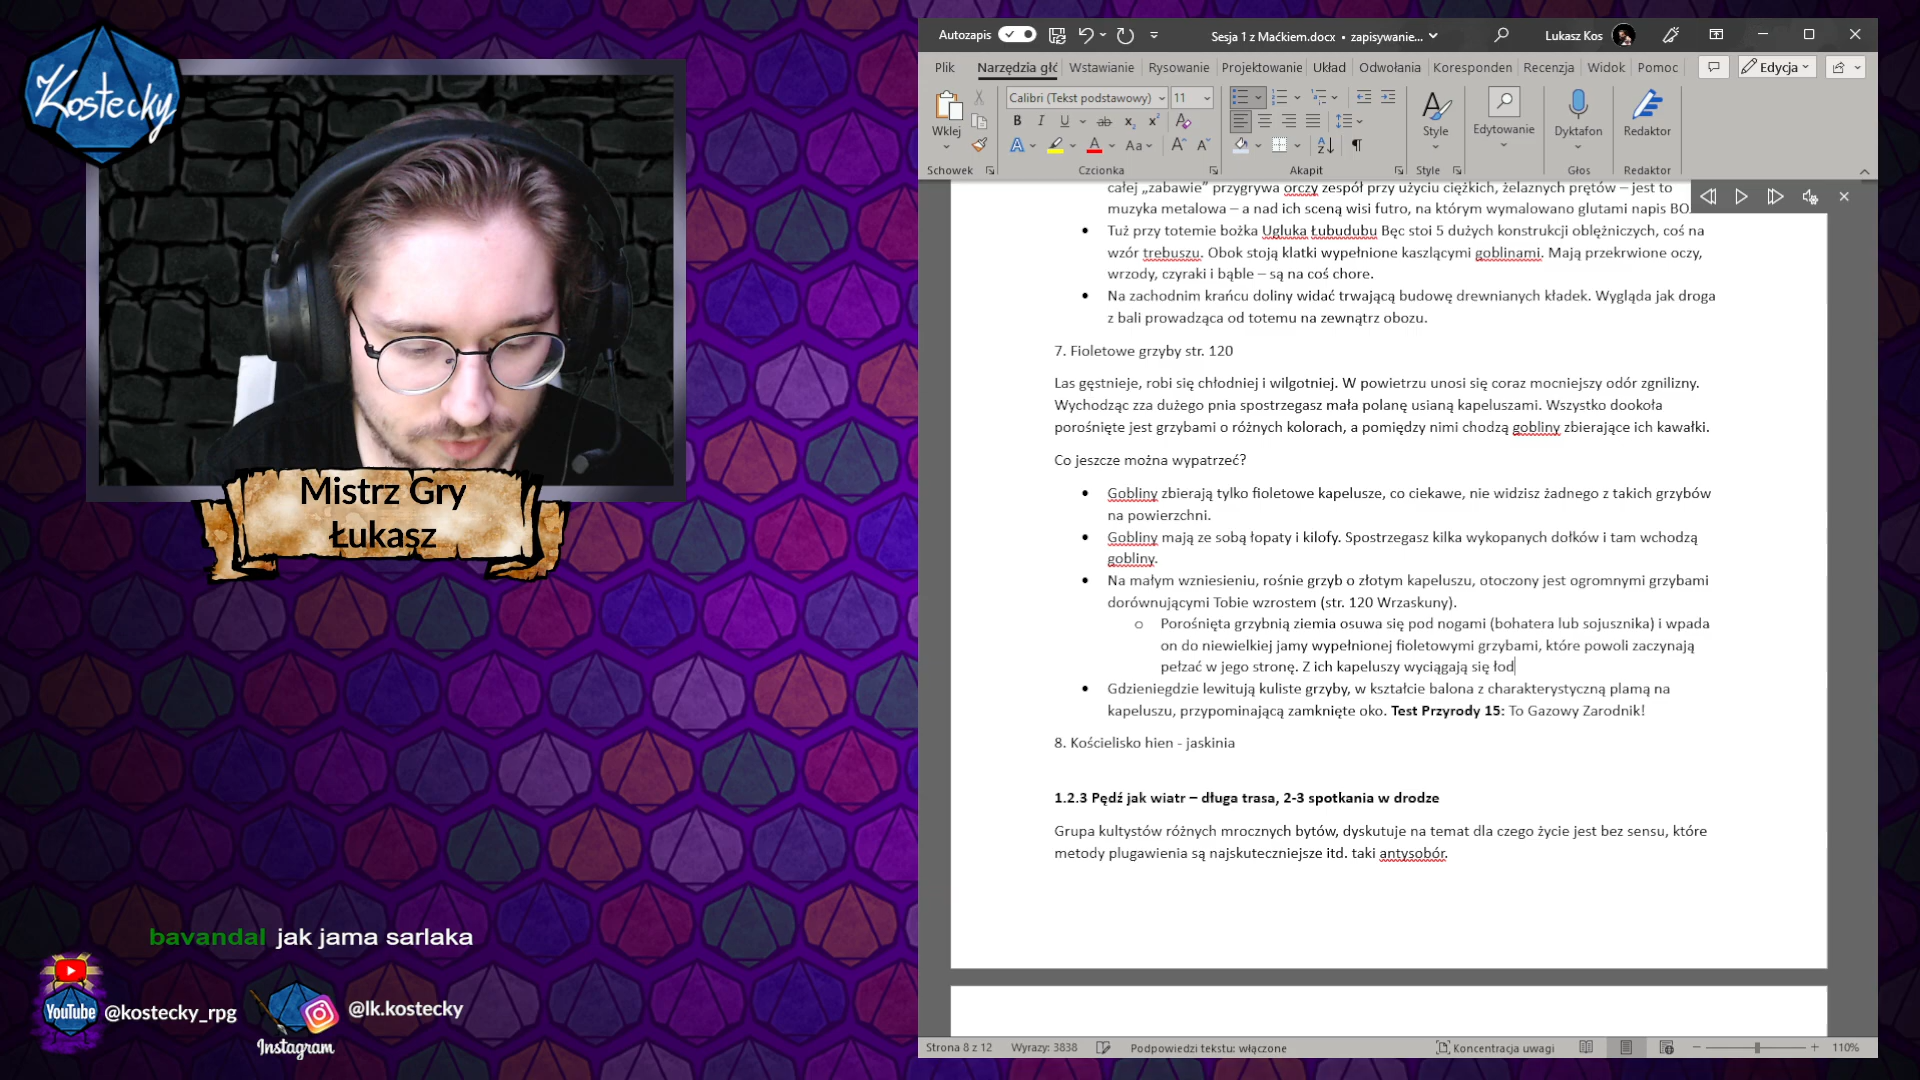 Kostecky
Mistrz Gry
Łukasz
bavandal jak jama sarlaka
YouTube @kostecky_rpg
Instagram @lk.kostecky
Autozapis
Sesja 1 z Maćkiem.docx • zapisywanie...
Lukasz Kos
Plik Narzędzia głć Wstawianie Rysowanie Projektowanie Układ Odwołania Koresponden Recenzja Widok Pomoc Edycja
Wklej
Calibri (Tekst podstawowy) 11
Style
Edytowanie
Dyktafon
Redaktor
Schowek Czcionka Akapit Style Głos Redaktor
całej „zabawie” przygrywa orczy zespół przy użyciu ciężkich, żelaznych prętów – jest to
muzyka metalowa – a nad ich sceną wisi futro, na którym wymalowano glutami napis BO
• Tuż przy totemie bożka Ugluka Łubudubu Bęc stoi 5 dużych konstrukcji oblężniczych, coś na
wzór trebuszu. Obok stoją klatki wypełnione kaszlącymi goblinami. Mają przekrwione oczy,
wrzody, czyraki i bąble – są na coś chore.
• Na zachodnim krańcu doliny widać trwającą budowę drewnianych kładek. Wygląda jak droga
z bali prowadząca od totemu na zewnątrz obozu.
7. Fioletowe grzyby str. 120
Las gęstnieje, robi się chłodniej i wilgotniej. W powietrzu unosi się coraz mocniejszy odór zgnilizny.
Wychodząc zza dużego pnia spostrzegasz mała polanę usianą kapeluszami. Wszystko dookoła
porośnięte jest grzybami o różnych kolorach, a pomiędzy nimi chodzą gobliny zbierające ich kawałki.
Co jeszcze można wypatrzeć?
• Gobliny zbierają tylko fioletowe kapelusze, co ciekawe, nie widzisz żadnego z takich grzybów
na powierzchni.
• Gobliny mają ze sobą łopaty i kilofy. Spostrzegasz kilka wykopanych dołków i tam wchodzą
gobliny.
• Na małym wzniesieniu, rośnie grzyb o złotym kapeluszu, otoczony jest ogromnymi grzybami
dorównującymi Tobie wzrostem (str. 120 Wrzaskuny).
o Porośnięta grzybnią ziemia osuwa się pod nogami (bohatera lub sojusznika) i wpada
on do niewielkiej jamy wypełnionej fioletowymi grzybami, które powoli zaczynają
pełzać w jego stronę. Z ich kapeluszy wyciągają się łod
• Gdzieniegdzie lewitują kuliste grzyby, w kształcie balona z charakterystyczną plamą na
kapeluszu, przypominającą zamknięte oko. Test Przyrody 15: To Gazowy Zarodnik!
8. Kościelisko hien - jaskinia
1.2.3 Pędź jak wiatr – długa trasa, 2-3 spotkania w drodze
Grupa kultystów różnych mrocznych bytów, dyskutuje na temat dla czego życie jest bez sensu, które
metody plugawienia są najskuteczniejsze itd. taki antysobór.
Strona 8 z 12 Wyrazy: 3838 Podpowiedzi tekstu: włączone Koncentracja uwagi 110%